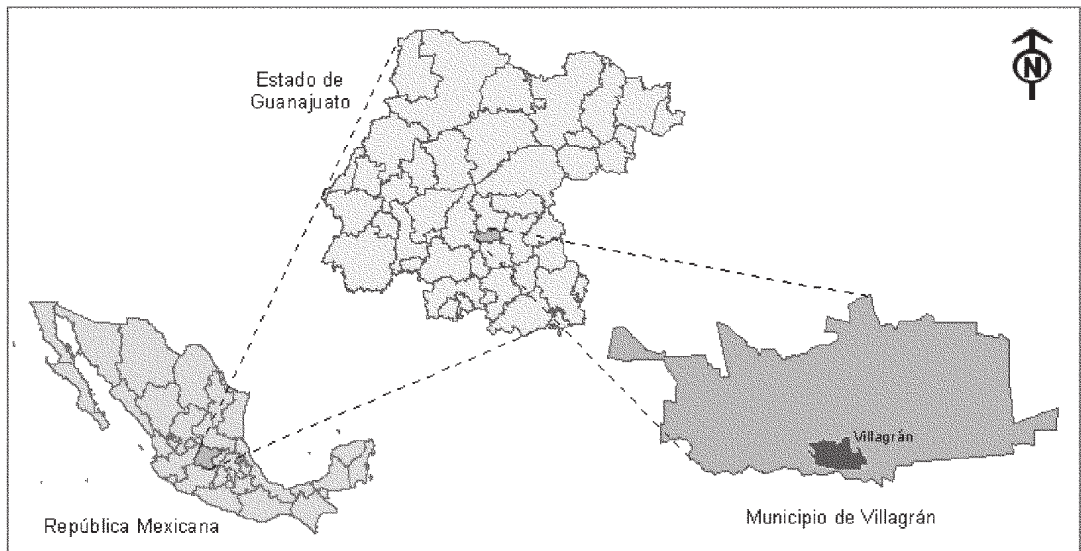 Estado de
Guanajuato
N
Villagrán
República Mexicana
Municipio de Villagrán